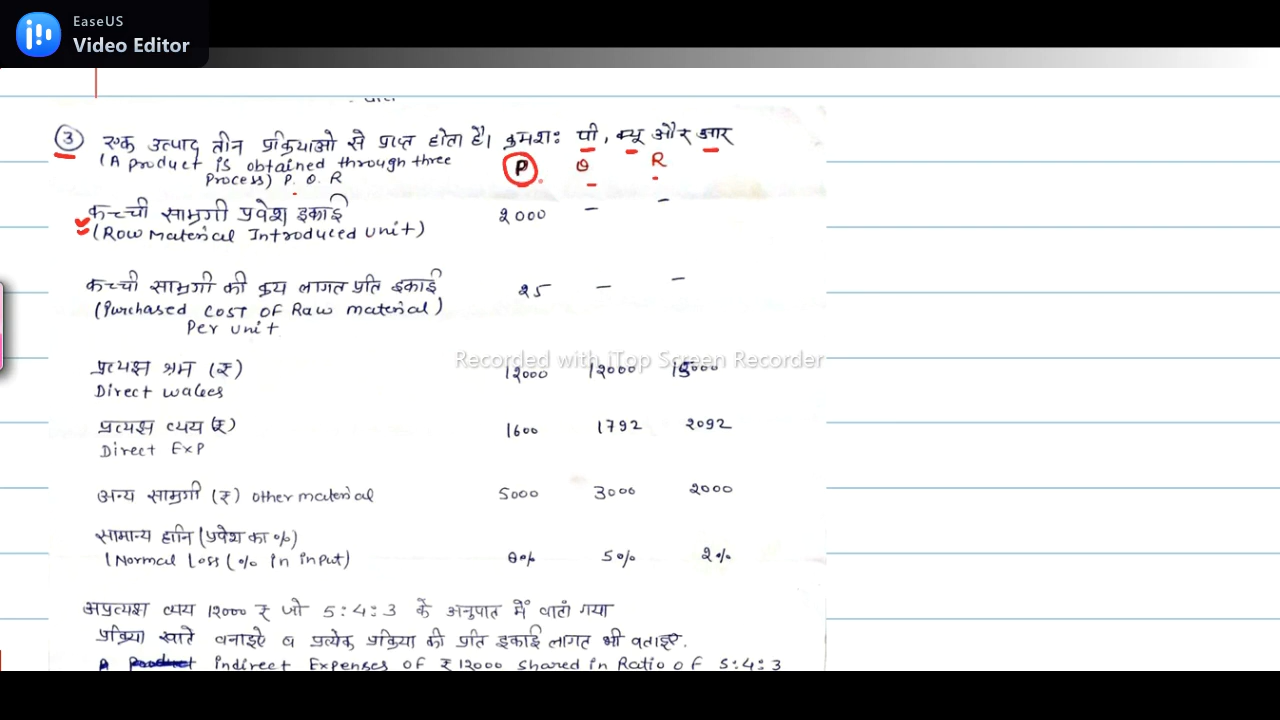 EaseUS
Video Editor
③ एक उत्पाद तीन प्रक्रियाओ से प्राप्त होता है। क्रमशः पी, क्यू और आर
(A product is obtained through three P Q R
Process) P. Q. R
कच्ची सामग्री प्रवेश इकाई 2000 - -
(Row Material Introduced unit)
कच्ची सामग्री की क्रय लागत प्रति इकाई 25 - -
(Purchased cost of Raw material)
Per unit
प्रत्यक्ष श्रम (₹) 12000 12000 15000
Direct wages
Recorded with iTop Screen Recorder
प्रत्यक्ष व्यय (₹) 1600 1792 2092
Direct Exp
अन्य सामग्री (₹) other material 5000 3000 2000
सामान्य हानि (प्रवेश का %)
(Normal Loss (% in input) 8% 5% 2%
अप्रत्यक्ष व्यय 12000 ₹ जो 5:4:3 के अनुपात में बाटां गया
प्रक्रिया खाते बनाइऐ व प्रत्येक प्रक्रिया की प्रति इकाई लागत भी बताइए.
indirect Expenses of ₹ 12000 shared in Ratio of 5:4:3